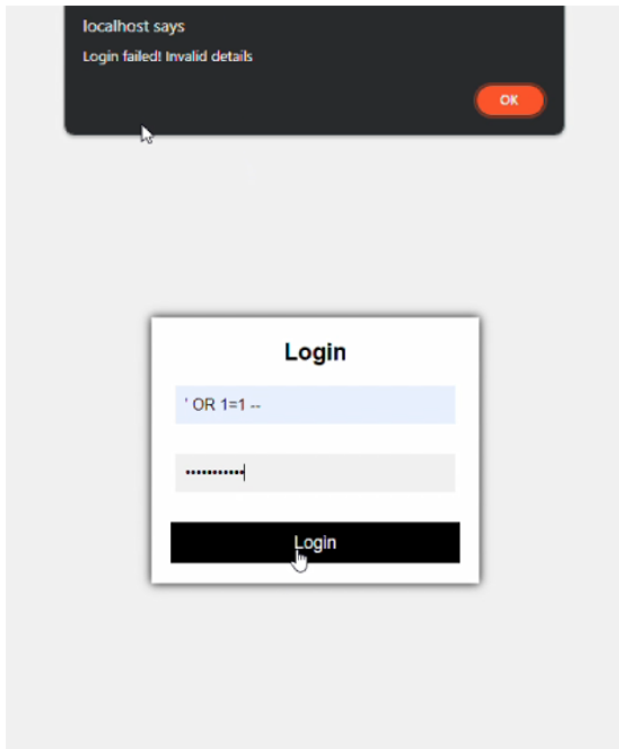 localhost says
Login failed! Invalid details
OK
Login
' OR 1=1 --
•••••••••••
Login